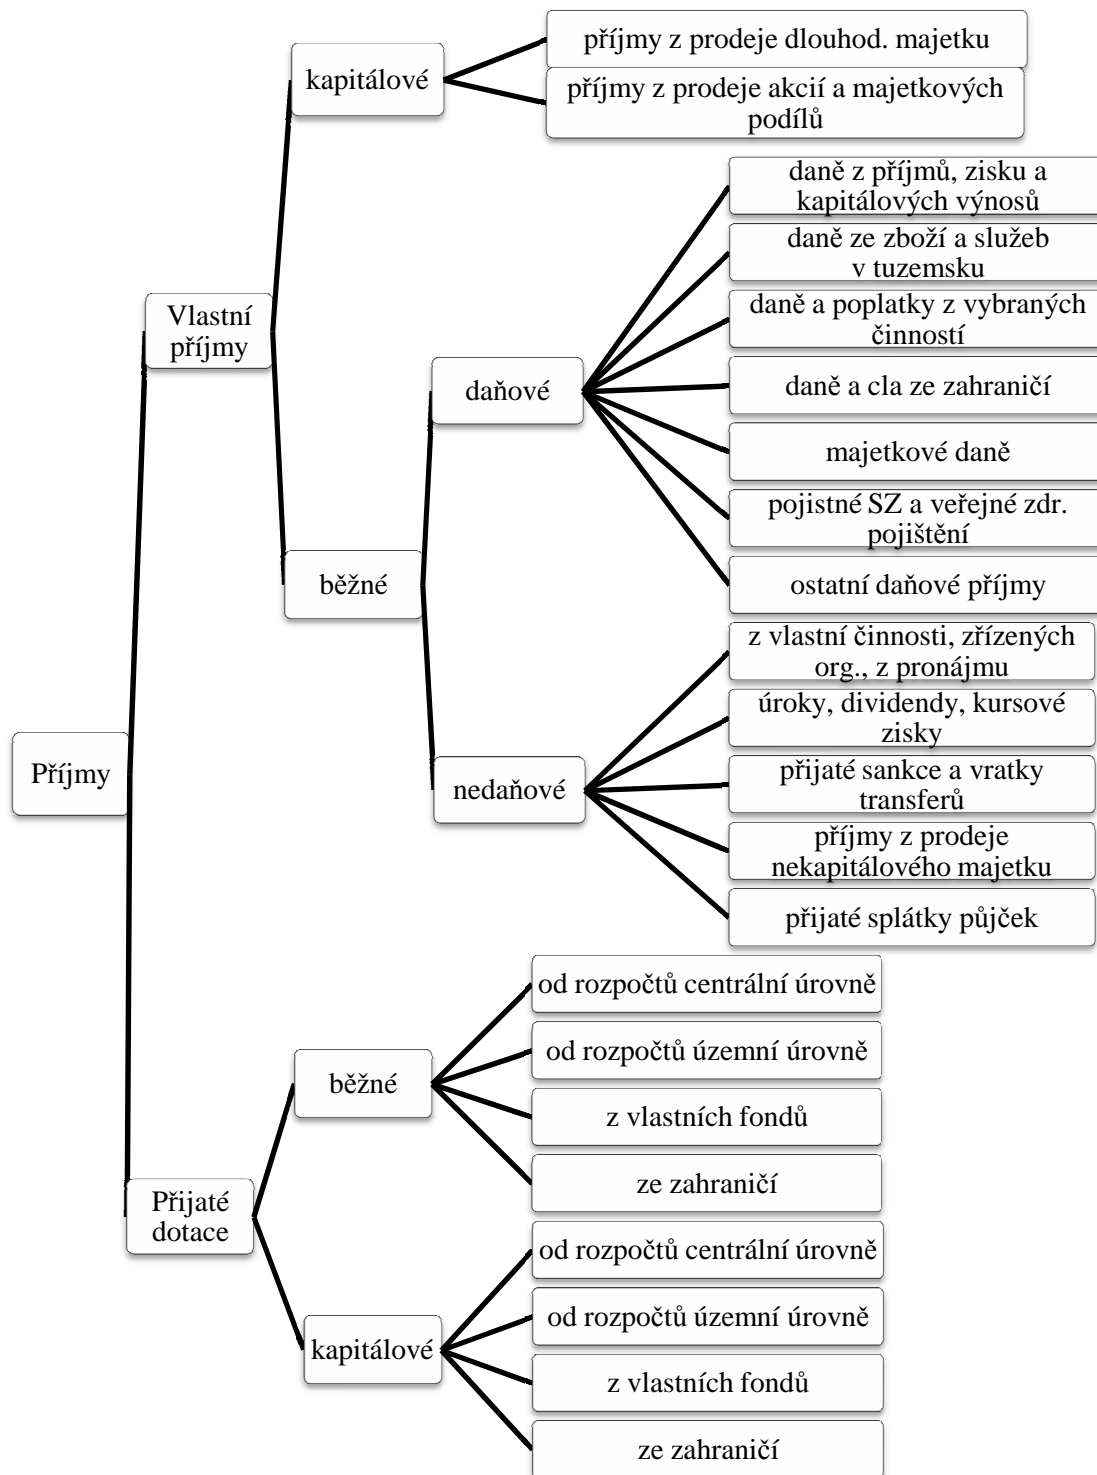 příjmy z prodeje dlouhod. majetku
kapitálové
příjmy z prodeje akcií a majetkových
podílů
daně z příjmů, zisku a
kapitálových výnosů
daně ze zboží a služeb
v tuzemsku
daně a poplatky z vybraných
činností
Vlastní
příjmy
daňové
daně a cla ze zahraničí
majetkové daně
pojistné SZ a veřejné zdr.
pojištění
běžné
ostatní daňové příjmy
z vlastní činnosti, zřízených
org., z pronájmu
úroky, dividendy, kursové
zisky
Příjmy
nedaňové
přijaté sankce a vratky
transferů
příjmy z prodeje
nekapitálového majetku
přijaté splátky půjček
od rozpočtů centrální úrovně
od rozpočtů územní úrovně
běžné
z vlastních fondů
ze zahraničí
Přijaté
dotace
od rozpočtů centrální úrovně
od rozpočtů územní úrovně
kapitálové
z vlastních fondů
ze zahraničí